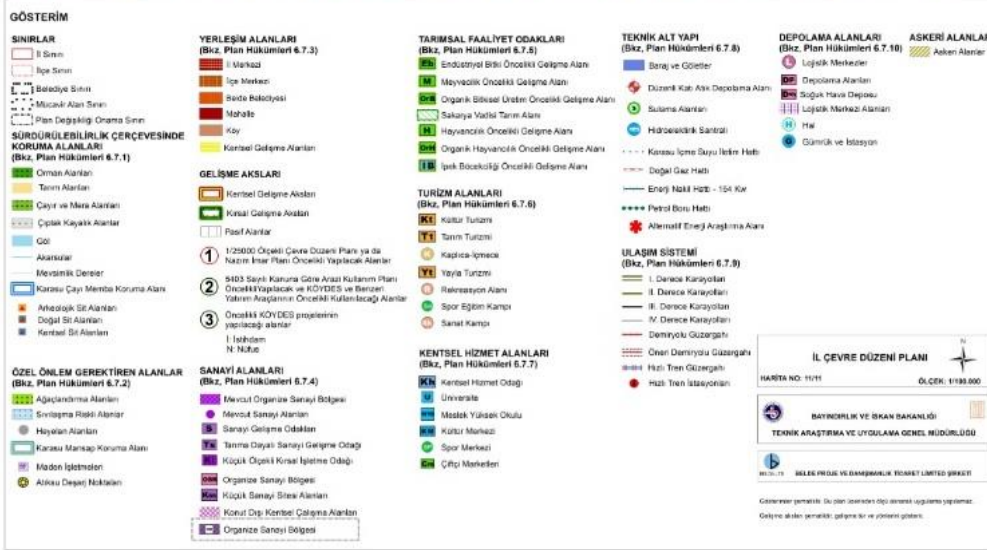 GÖSTERİM
SINIRLAR
İl Sınırı
İlçe Sınırı
Belediye Sınırı
Mücavir Alan Sınırı
Plan Değişikliği Onama Sınırı
SÜRDÜRÜLEBİLİRLİK ÇERÇEVESİNDE
KORUMA ALANLARI
(Bkz, Plan Hükümleri 6.7.1)
Orman Alanları
Tarım Alanları
Çayır ve Mera Alanları
Çıplak Kayalık Alanlar
Göl
Akarsular
Mevsimlik Dereler
Karasu Çayı Memba Koruma Alanı
Arkeolojik Sit Alanları
Doğal Sit Alanları
Kentsel Sit Alanları
ÖZEL ÖNLEM GEREKTİREN ALANLAR
(Bkz, Plan Hükümleri 6.7.2)
Ağaçlandırma Alanları
Sıvılaşma Riskli Alanlar
Heyelan Alanları
Karasu Mansap Koruma Alanı
Maden İşletmeleri
Atıksu Deşarj Noktaları
YERLEŞİM ALANLARI
(Bkz, Plan Hükümleri 6.7.3)
İl Merkezi
İlçe Merkezi
Belde Belediyesi
Mahalle
Köy
Kentsel Gelişme Alanları
GELİŞME AKSLARI
Kentsel Gelişme Aksları
Kırsal Gelişme Aksları
Pasif Alanlar
1 1/25000 Ölçekli Çevre Düzeni Planı ya da
Nazım İmar Planı Öncelikli Yapılacak Alanlar
2 5403 Sayılı Kanuna Göre Arazi Kullanım Planı
Öncelikli Yapılacak ve KÖYDES ve Benzeri
Yatırım Araçlarının Öncelikli Kullanılacağı Alanlar
3 Öncelikli KÖYDES projelerinin
yapılacağı alanlar
İ: İstihdam
N: Nüfus
SANAYİ ALANLARI
(Bkz, Plan Hükümleri 6.7.4)
Mevcut Organize Sanayi Bölgesi
Mevcut Sanayi Alanları
S Sanayi Gelişme Odakları
Ts Tarıma Dayalı Sanayi Gelişme Odağı
Küçük Ölçekli Kırsal İşletme Odağı
OSB Organize Sanayi Bölgesi
Küçük Sanayi Sitesi Alanları
Konut Dışı Kentsel Çalışma Alanları
Organize Sanayi Bölgesi
TARIMSAL FAALİYET ODAKLARI
(Bkz, Plan Hükümleri 6.7.5)
Eb Endüstriyel Bitki Öncelikli Gelişme Alanı
M Meyvecilik Öncelikli Gelişme Alanı
OrB Organik Bitkisel Üretim Öncelikli Gelişme Alanı
Sakarya Vadisi Tarım Alanı
H Hayvancılık Öncelikli Gelişme Alanı
OrH Organik Hayvancılık Öncelikli Gelişme Alanı
İB İpek Böcekciliği Öncelikli Gelişme Alanı
TURİZM ALANLARI
(Bkz, Plan Hükümleri 6.7.6)
Kt Kültür Turizmi
T1 Tarım Turizmi
Kaplıca-İçmece
Yt Yayla Turizmi
Rekreasyon Alanı
Spor Eğitim Kampı
Sanat Kampı
KENTSEL HİZMET ALANLARI
(Bkz, Plan Hükümleri 6.7.7)
Kh Kentsel Hizmet Odağı
U Üniversite
Meslek Yüksek Okulu
KM Kültür Merkezi
Spor Merkezi
Çm Çiftçi Marketleri
TEKNİK ALT YAPI
(Bkz, Plan Hükümleri 6.7.8)
Baraj ve Göletler
Düzenli Katı Atık Depolama Alanı
Sulama Alanları
Hidroelektrik Santrali
Karasu İçme Suyu İletim Hattı
Doğal Gaz Hattı
Enerji Nakil Hattı - 154 Kw
Petrol Boru Hattı
Alternatif Enerji Araştırma Alanı
ULAŞIM SİSTEMİ
(Bkz, Plan Hükümleri 6.7.9)
I. Derece Karayolları
II. Derece Karayolları
III. Derece Karayolları
IV. Derece Karayolları
Demiryolu Güzergahı
Öneri Demiryolu Güzergahı
Hızlı Tren Güzergahı
Hızlı Tren İstasyonları
DEPOLAMA ALANLARI
(Bkz, Plan Hükümleri 6.7.10)
L Lojistik Merkezler
DP Depolama Alanları
Soğuk Hava Deposu
Lojistik Merkezi Alanları
H Hal
G Gümrük ve İstasyon
ASKERİ ALANLAR
Askeri Alanlar
N
İL ÇEVRE DÜZENİ PLANI
HARİTA NO: 11/11
ÖLÇEK: 1/100.000
BAYINDIRLIK VE İSKAN BAKANLIĞI
TEKNİK ARAŞTIRMA VE UYGULAMA GENEL MÜDÜRLÜĞÜ
BELDE PROJE VE DANIŞMANLIK TİCARET LİMİTED ŞİRKETİ
Gösterimler şematiktir. Bu plan üzerinden ölçü alınarak uygulama yapılamaz.
Gelişme aksları şematiktir, gelişme tür ve yönlerini gösterir.